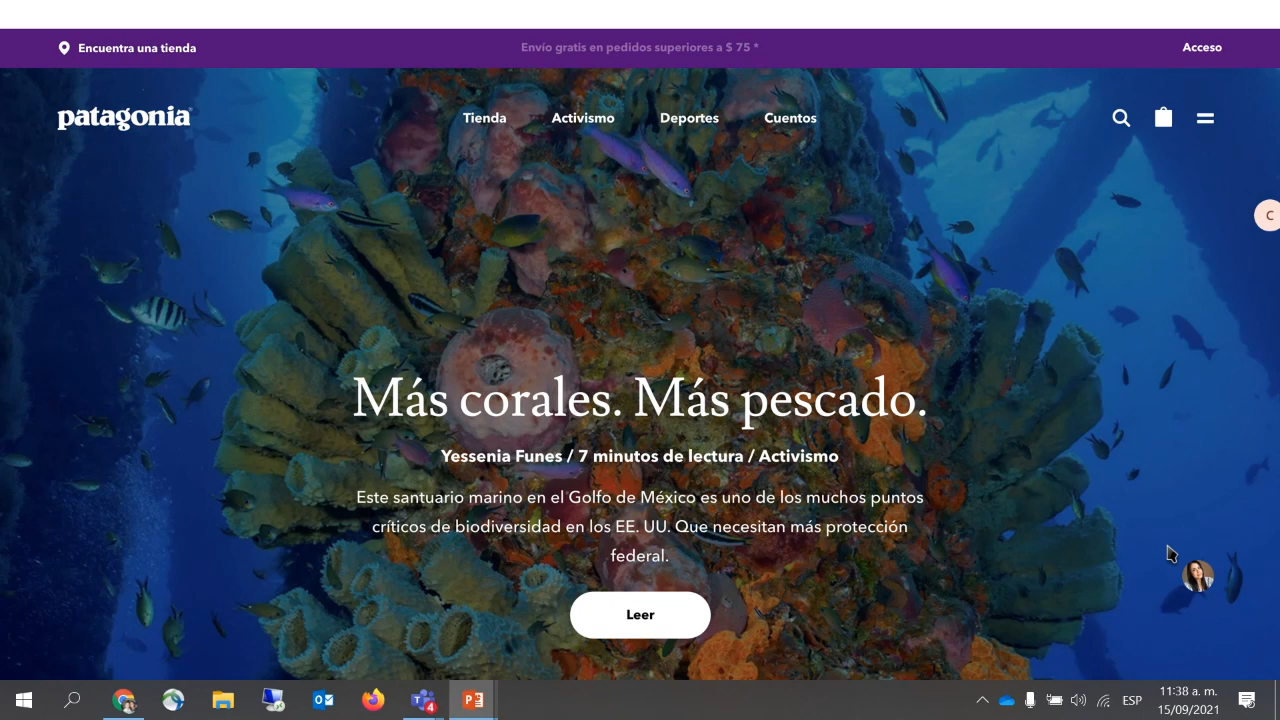 Encuentra una tienda
Envío gratis en pedidos superiores a $ 75 *
Acceso
patagonia®
Tienda
Activismo
Deportes
Cuentos
C
Más corales. Más pescado.
Yessenia Funes / 7 minutos de lectura / Activismo
Este santuario marino en el Golfo de México es uno de los muchos puntos
críticos de biodiversidad en los EE. UU. Que necesitan más protección
federal.
Leer
4
ESP
11:38 a. m.
15/09/2021